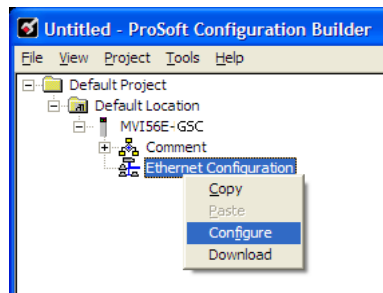 Untitled - ProSoft Configuration Builder
File View Project Tools Help
Default Project
Default Location
MVI56E-GSC
Comment
Ethernet Configuration
Copy
Paste
Configure
Download